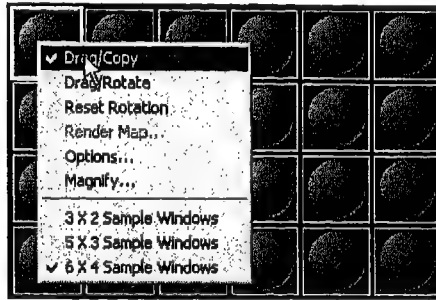 ✔ Drag/Copy
Drag/Rotate
Reset Rotation
Render Map...
Options...
Magnify...
3 X 2 Sample Windows
5 X 3 Sample Windows
✔ 6 X 4 Sample Windows